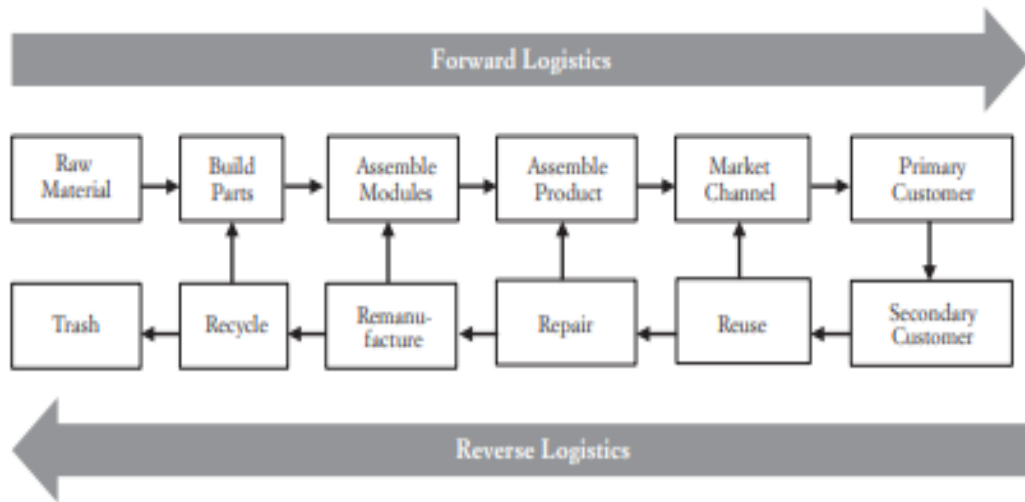 Forward Logistics
Raw
Material
Build
Parts
Assemble
Modules
Assemble
Product
Market
Channel
Primary
Customer
Trash
Recycle
Remanu-
facture
Repair
Reuse
Secondary
Customer
Reverse Logistics